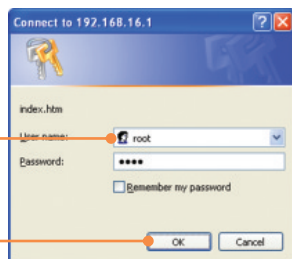 Connect to 192.168.16.1
index.htm
User name:
root
Password:
••••
Remember my password
OK
Cancel